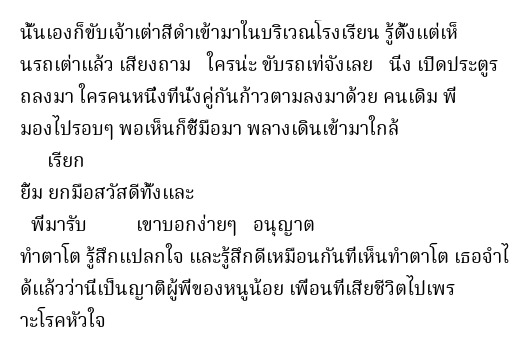 นั้นเองก็ขับเจ้าเต่าสีดำเข้ามาในบริเวณโรงเรียน รู้ตั้งแต่เห็
นรถเต่าแล้ว เสียงถาม ใครน่ะ ขับรถเท่จังเลย นึ่ง เปิดประตูร
ถลงมา ใครคนหนึ่งที่นั่งคู่กันก้าวตามลงมาด้วย คนเดิม พี่
มองไปรอบๆ พอเห็นก็ชี้มือมา พลางเดินเข้ามาใกล้
เรียก
ยิ้ม ยกมือสวัสดีทั้งและ
พี่มารับ เขาบอกง่ายๆ อนุญาต
ทำตาโต รู้สึกแปลกใจ และรู้สึกดีเหมือนกันที่เห็นทำตาโต เธอจำไ
ด้แล้วว่านี่เป็นญาติผู้พี่ของหนูน้อย เพื่อนที่เสียชีวิตไปเพร
าะโรคหัวใจ